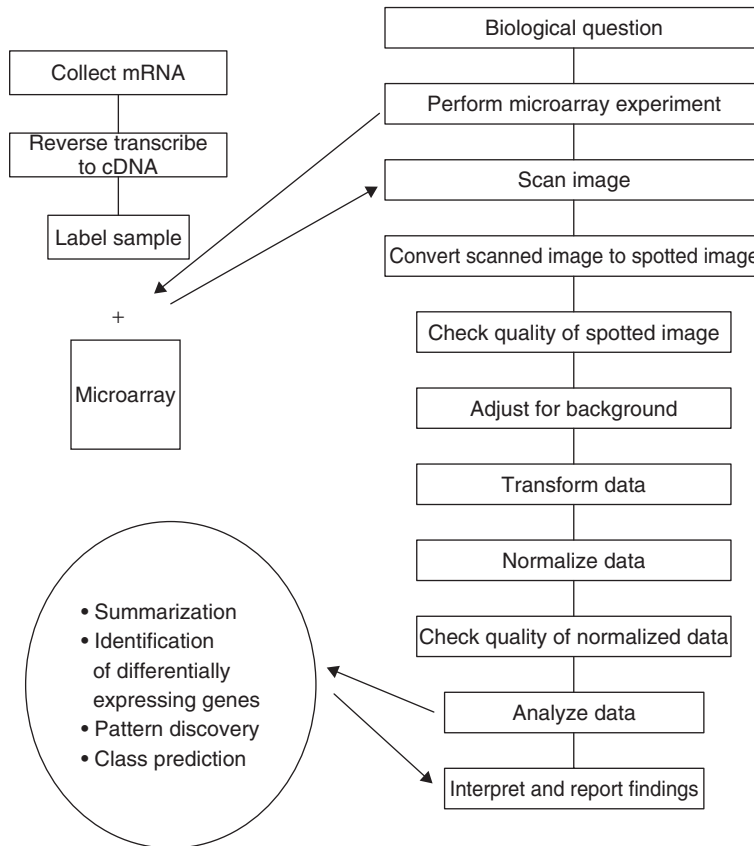 Biological question
Collect mRNA
Perform microarray experiment
Reverse transcribe
to cDNA
Scan image
Label sample
Convert scanned image to spotted image
+
Check quality of spotted image
Microarray
Adjust for background
Transform data
Normalize data
• Summarization
• Identification
of differentially
expressing genes
• Pattern discovery
• Class prediction
Check quality of normalized data
Analyze data
Interpret and report findings